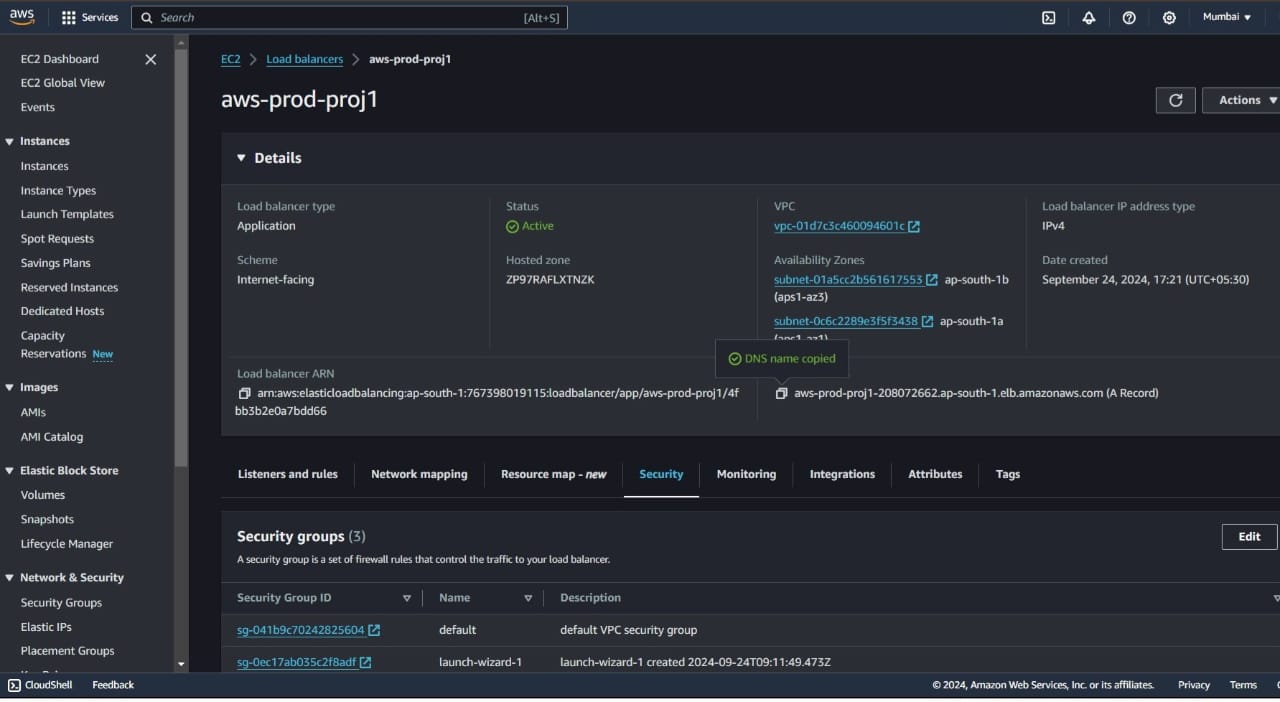 aws
Services
Search
[Alt+S]
Mumbai
EC2 Dashboard
EC2 Global View
Events
Instances
Instances
Instance Types
Launch Templates
Spot Requests
Savings Plans
Reserved Instances
Dedicated Hosts
Capacity
Reservations New
Images
AMIs
AMI Catalog
Elastic Block Store
Volumes
Snapshots
Lifecycle Manager
Network & Security
Security Groups
Elastic IPs
Placement Groups
EC2 > Load balancers > aws-prod-proj1
aws-prod-proj1
Actions
Details
Load balancer type
Application
Status
Active
VPC
vpc-01d7c3c460094601c
Load balancer IP address type
IPv4
Scheme
Internet-facing
Hosted zone
ZP97RAFLXTNZK
Availability Zones
subnet-01a5cc2b561617553 ap-south-1b
(aps1-az3)
subnet-0c6c2289e3f5f3438 ap-south-1a
(aps1-az1)
Date created
September 24, 2024, 17:21 (UTC+05:30)
DNS name copied
Load balancer ARN
arn:aws:elasticloadbalancing:ap-south-1:767398019115:loadbalancer/app/aws-prod-proj1/4f
bb3b2e0a7bdd66
aws-prod-proj1-208072662.ap-south-1.elb.amazonaws.com (A Record)
Listeners and rules
Network mapping
Resource map - new
Security
Monitoring
Integrations
Attributes
Tags
Security groups (3)
Edit
A security group is a set of firewall rules that control the traffic to your load balancer.
Security Group ID
Name
Description
sg-041b9c70242825604
default
default VPC security group
sg-0ec17ab035c2f8adf
launch-wizard-1
launch-wizard-1 created 2024-09-24T09:11:49.473Z
CloudShell
Feedback
© 2024, Amazon Web Services, Inc. or its affiliates.
Privacy
Terms